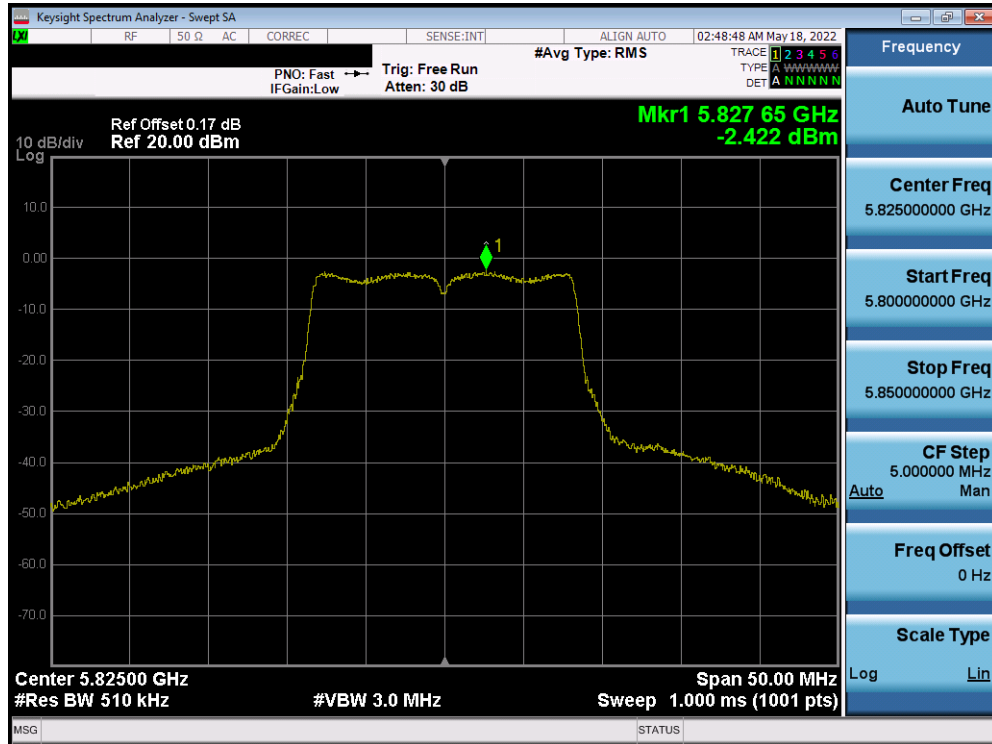 Keysight Spectrum Analyzer - Swept SA
LXI RF 50 Ω AC CORREC SENSE:INT ALIGN AUTO 02:48:48 AM May 18, 2022
PNO: Fast IFGain:Low
Trig: Free Run
Atten: 30 dB
#Avg Type: RMS
TRACE 1 2 3 4 5 6
TYPE A WWWWW
DET A N N N N N
Mkr1 5.827 65 GHz
-2.422 dBm
Ref Offset 0.17 dB
10 dB/div Ref 20.00 dBm
Log
10.0
0.00
-10.0
-20.0
-30.0
-40.0
-50.0
-60.0
-70.0
1
Center 5.82500 GHz
Span 50.00 MHz
#Res BW 510 kHz
#VBW 3.0 MHz
Sweep 1.000 ms (1001 pts)
MSG
STATUS
Frequency
Auto Tune
Center Freq
5.825000000 GHz
Start Freq
5.800000000 GHz
Stop Freq
5.850000000 GHz
CF Step
5.000000 MHz
Auto Man
Freq Offset
0 Hz
Scale Type
Log Lin